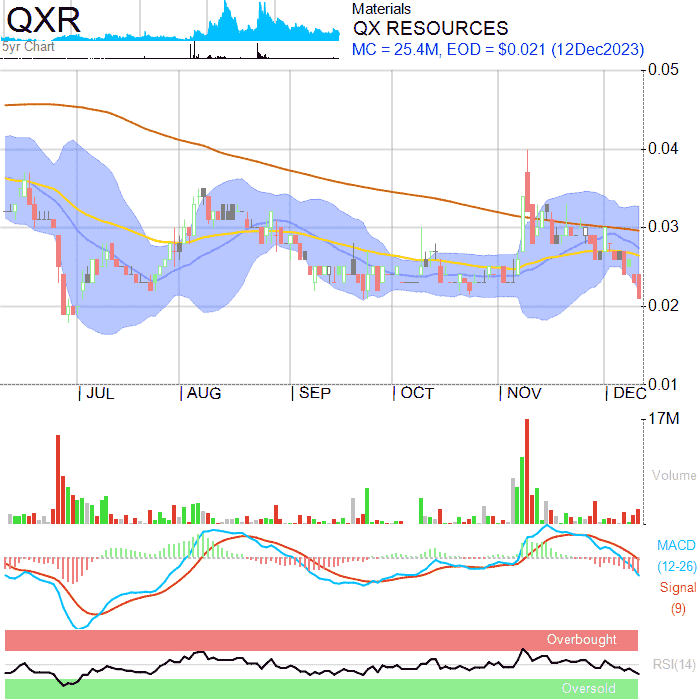 QXR
5yr Chart
Materials
QX RESOURCES
MC = 25.4M, EOD = $0.021 (12Dec2023)
0.05
0.04
0.03
0.02
0.01
JUL AUG SEP OCT NOV DEC
17M
Volume
MACD
(12-26)
Signal
(9)
Overbought
RSI(14)
Oversold